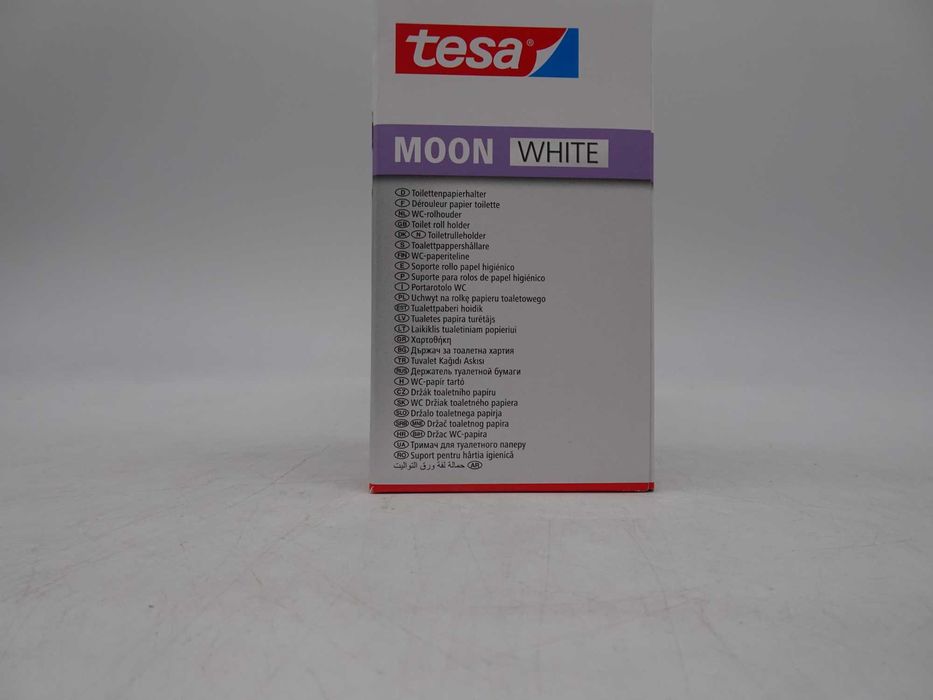 tesa®
MOON WHITE
D Toilettenpapierhalter
F Dérouleur papier toilette
NL WC-rolhouder
GB Toilet roll holder
DK N Toiletrulleholder
S Toalettpappershållare
FIN WC-paperiteline
E Soporte rollo papel higiénico
P Suporte para rolos de papel higiénico
I Portarotolo WC
PL Uchwyt na rolkę papieru toaletowego
EST Tualettpaberi hoidik
LV Tualetes papīra turētājs
LT Laikiklis tualetiniam popieriui
GR Χαρτοθήκη
BG Държач за тоалетна хартия
TR Tuvalet Kağıdı Askısı
RUS Держатель туалетной бумаги
H WC-papír tartó
CZ Držák toaletního papíru
SK WC Držiak toaletného papiera
SLO Držalo toaletnega papirja
SRB MNE Držač toaletnog papira
HR BIH Držac WC-papira
UA Тримач для туалетного паперу
RO Suport pentru hârtia igienică
AR حمالة لفة ورق التواليت